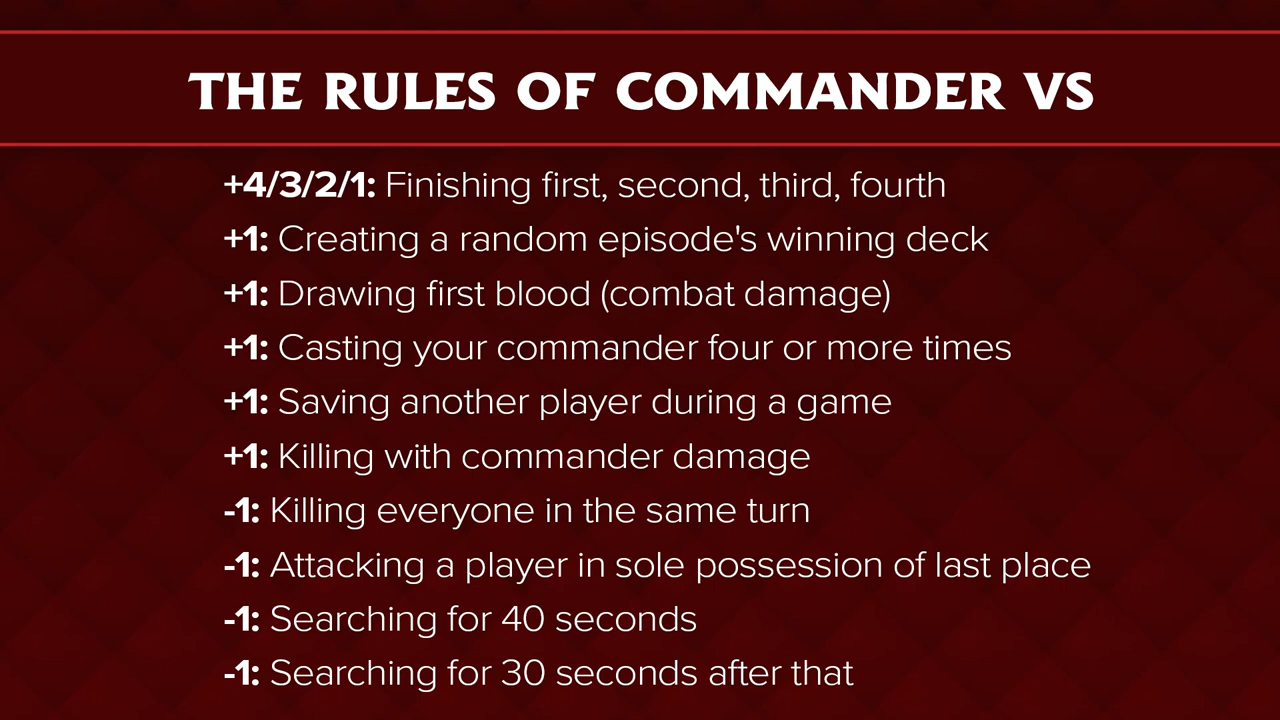 THE RULES OF COMMANDER VS
+4/3/2/1: Finishing first, second, third, fourth
+1: Creating a random episode's winning deck
+1: Drawing first blood (combat damage)
+1: Casting your commander four or more times
+1: Saving another player during a game
+1: Killing with commander damage
-1: Killing everyone in the same turn
-1: Attacking a player in sole possession of last place
-1: Searching for 40 seconds
-1: Searching for 30 seconds after that